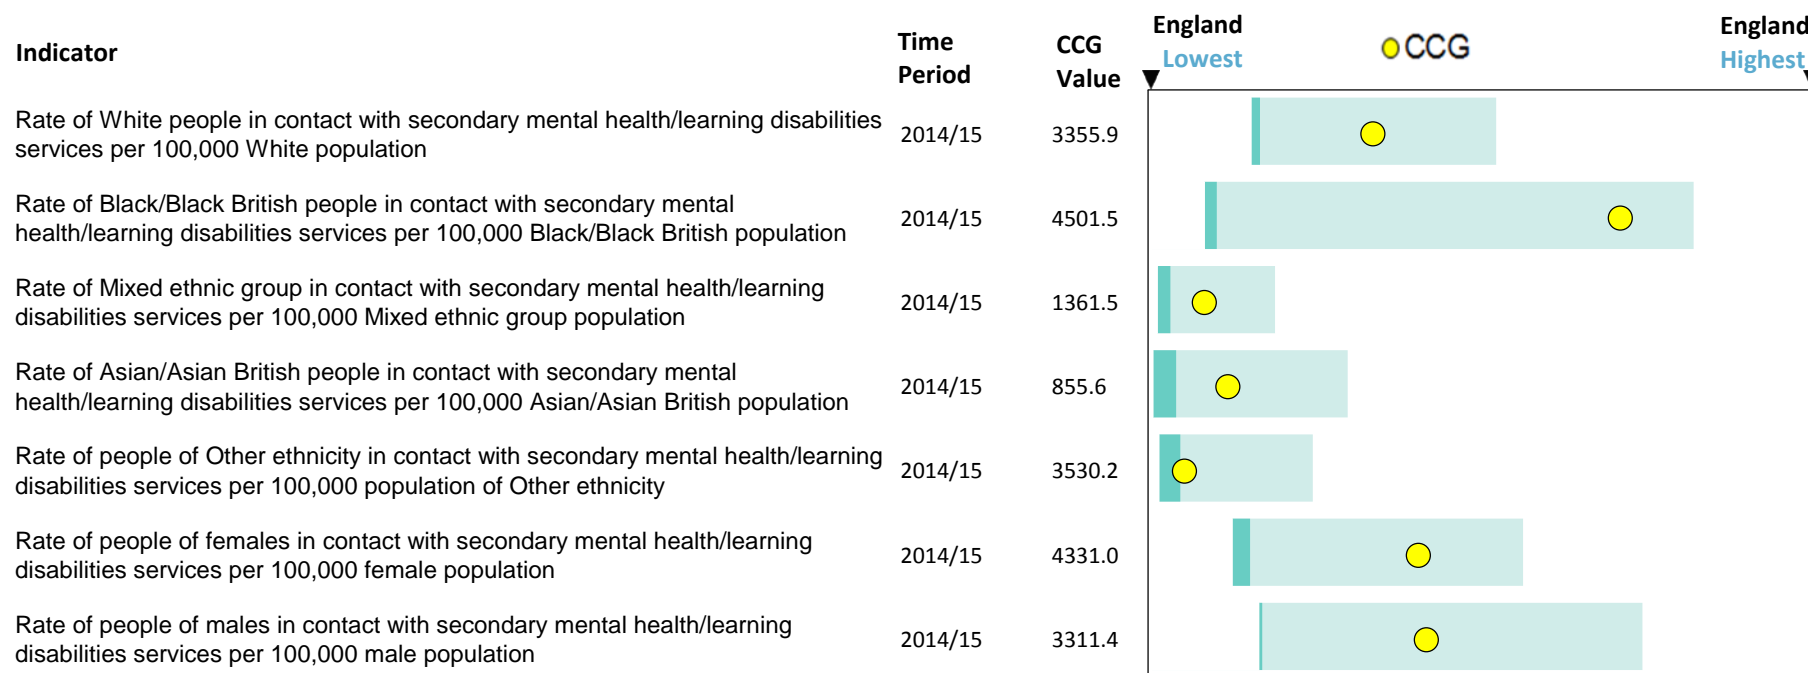 Indicator
Time
Period
CCG
Value
England
Lowest
CCG
England
Highest
Rate of White people in contact with secondary mental health/learning disabilities
services per 100,000 White population
2014/15
3355.9
Rate of Black/Black British people in contact with secondary mental
health/learning disabilities services per 100,000 Black/Black British population
2014/15
4501.5
Rate of Mixed ethnic group in contact with secondary mental health/learning
disabilities services per 100,000 Mixed ethnic group population
2014/15
1361.5
Rate of Asian/Asian British people in contact with secondary mental
health/learning disabilities services per 100,000 Asian/Asian British population
2014/15
855.6
Rate of people of Other ethnicity in contact with secondary mental health/learning
disabilities services per 100,000 population of Other ethnicity
2014/15
3530.2
Rate of people of females in contact with secondary mental health/learning
disabilities services per 100,000 female population
2014/15
4331.0
Rate of people of males in contact with secondary mental health/learning
disabilities services per 100,000 male population
2014/15
3311.4